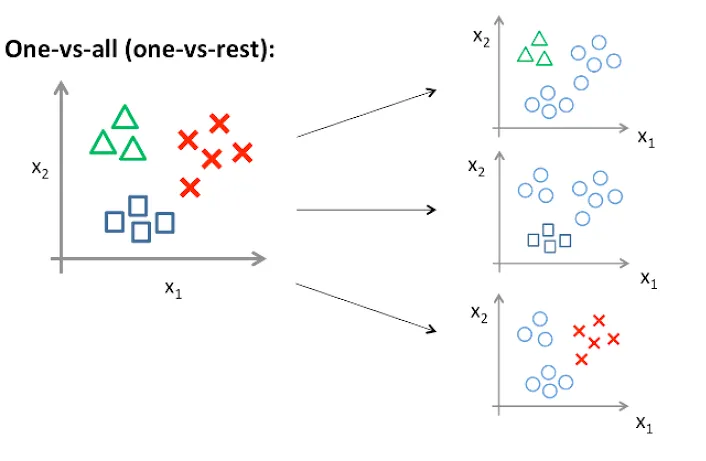 One-vs-all (one-vs-rest):
x₂
x₁
x₂
x₁
x₂
x₁
x₂
x₁